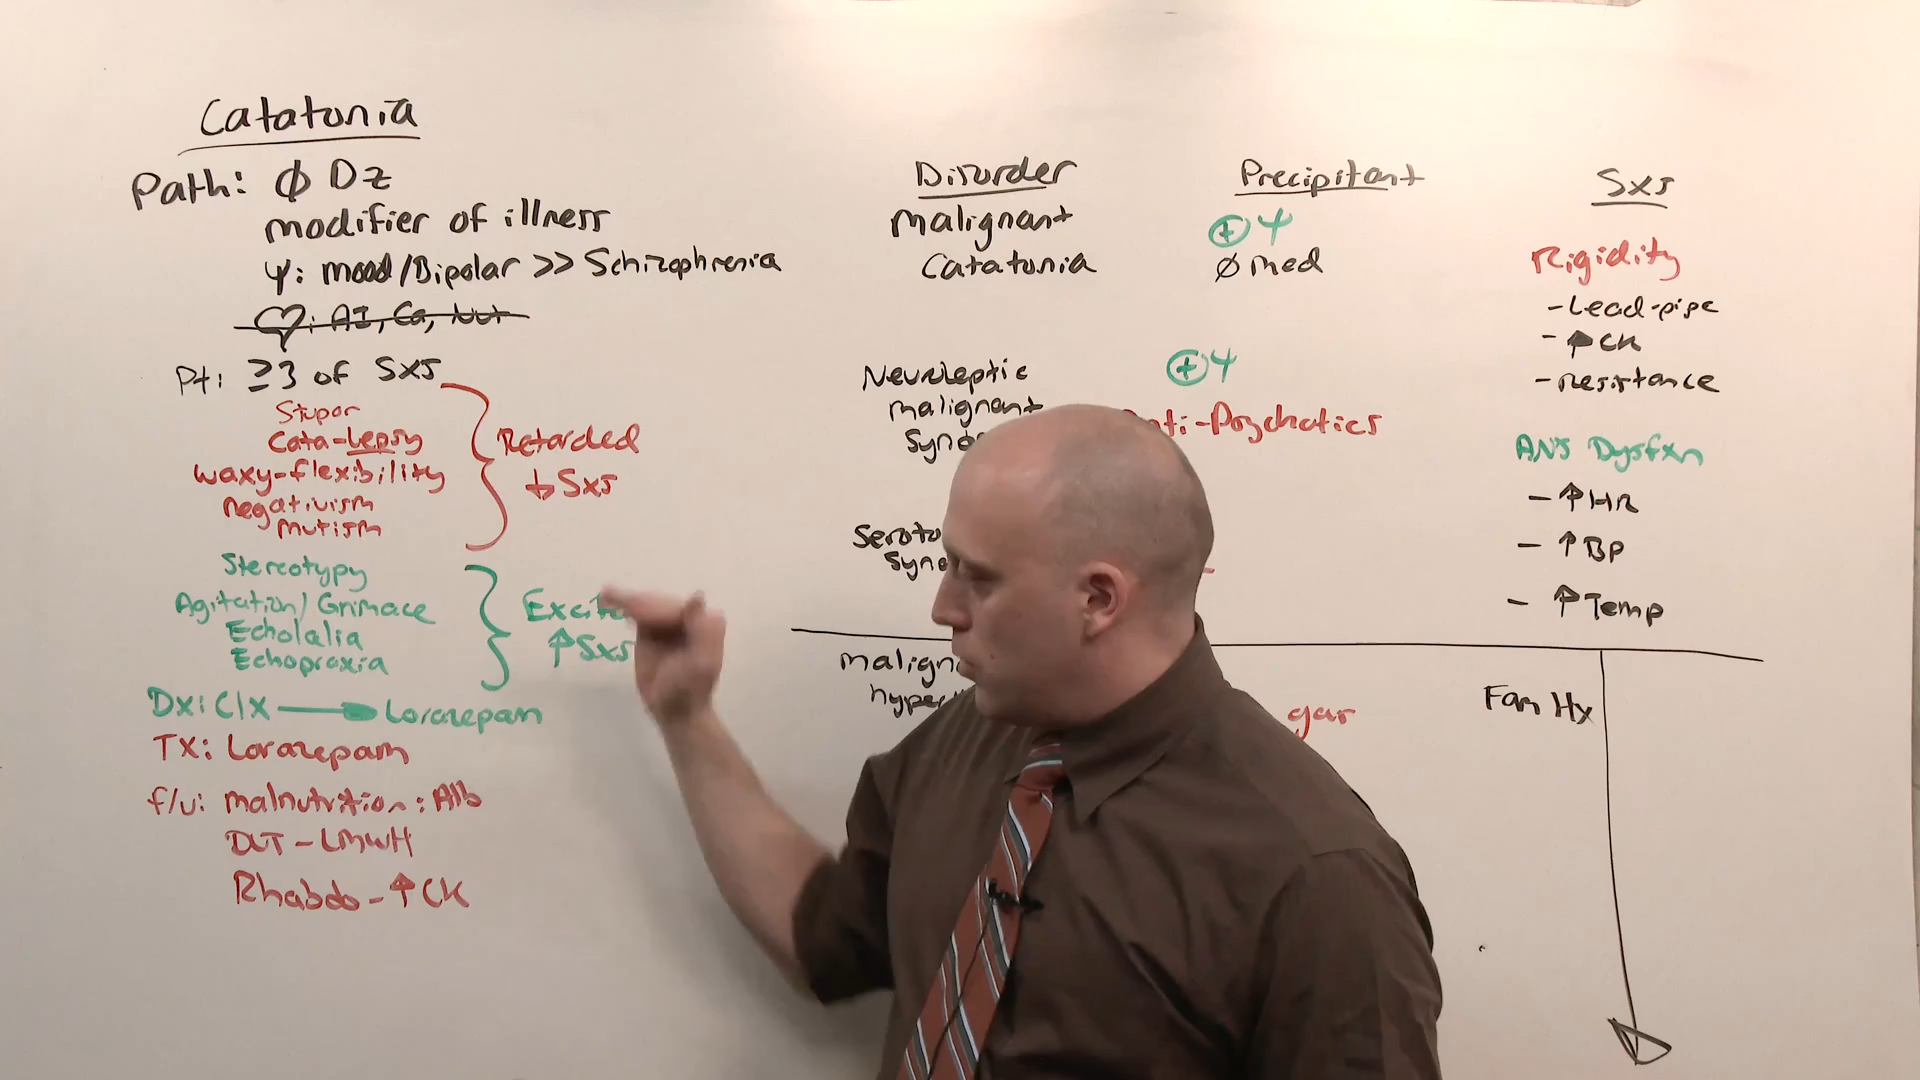 Catatonia
Path: ϕ Dz
modifier of illness
Ψ: mood/Bipolar >> Schizophrenia
♡: AI, Ca,
Pt: ≥3 of Sxs
Stupor
Cata-lepsy
waxy-flexibility
negativism
mutism
Retarded
↓ Sxs
Stereotypy
Agitation/Grimace
Echolalia
Echopraxia
↑Sxs
Dx: Clx → Lorazepam
Tx: Lorazepam
f/u: malnutrition: Alb
DVT - LMWH
Rhabdo - ↑CK
Disorder
Malignant
Catatonia
Neuroleptic
malignant
Precipitant
⊕ Ψ
ϕ med
⊕ Ψ
Sxs
Rigidity
- Lead-pipe
- ↑CK
- resistance
ANS Dysfxn
- ↑HR
- ↑BP
- ↑Temp
Fam Hx